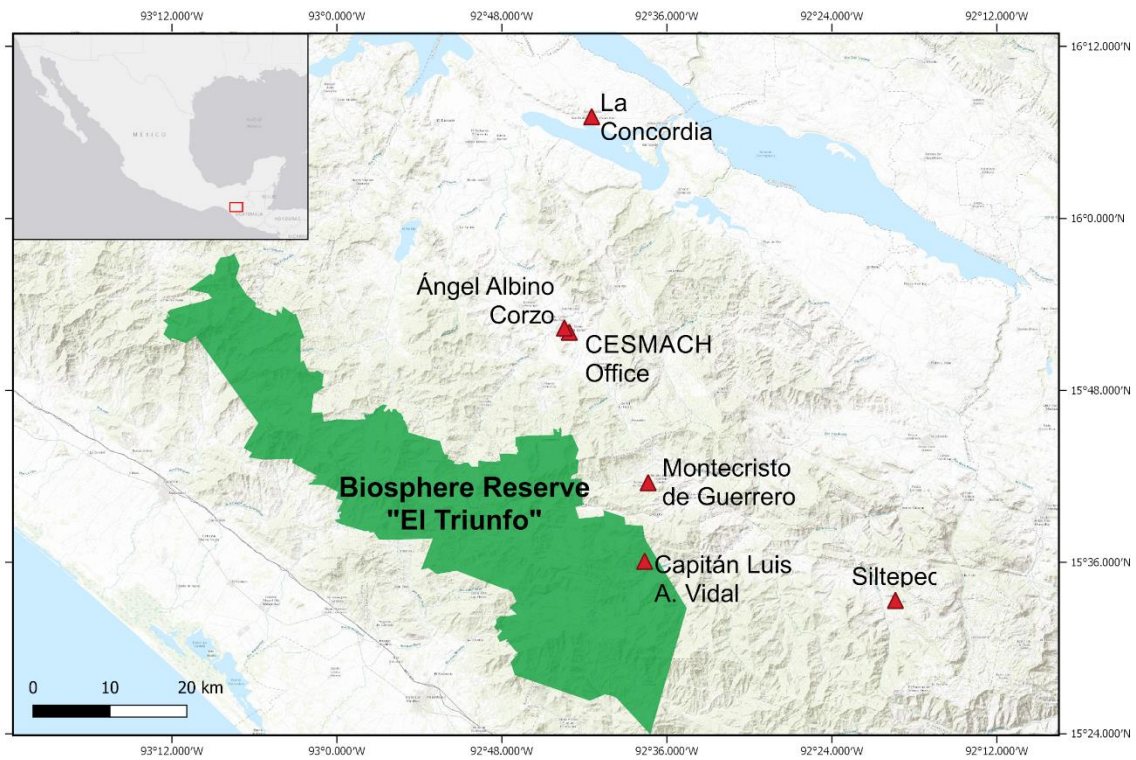 93°12.000'W 93°0.000'W 92°48.000'W 92°36.000'W 92°24.000'W 92°12.000'W
16°12.000'N
MÉXICO
La
Concordia
16°0.000'N
Ángel Albino
Corzo
CESMACH
Office
15°48.000'N
Montecristo
de Guerrero
Biosphere Reserve
"El Triunfo"
15°36.000'N
Capitán Luis
A. Vidal
Siltepec
0 10 20 km
15°24.000'N
93°12.000'W 93°0.000'W 92°48.000'W 92°36.000'W 92°24.000'W 92°12.000'W